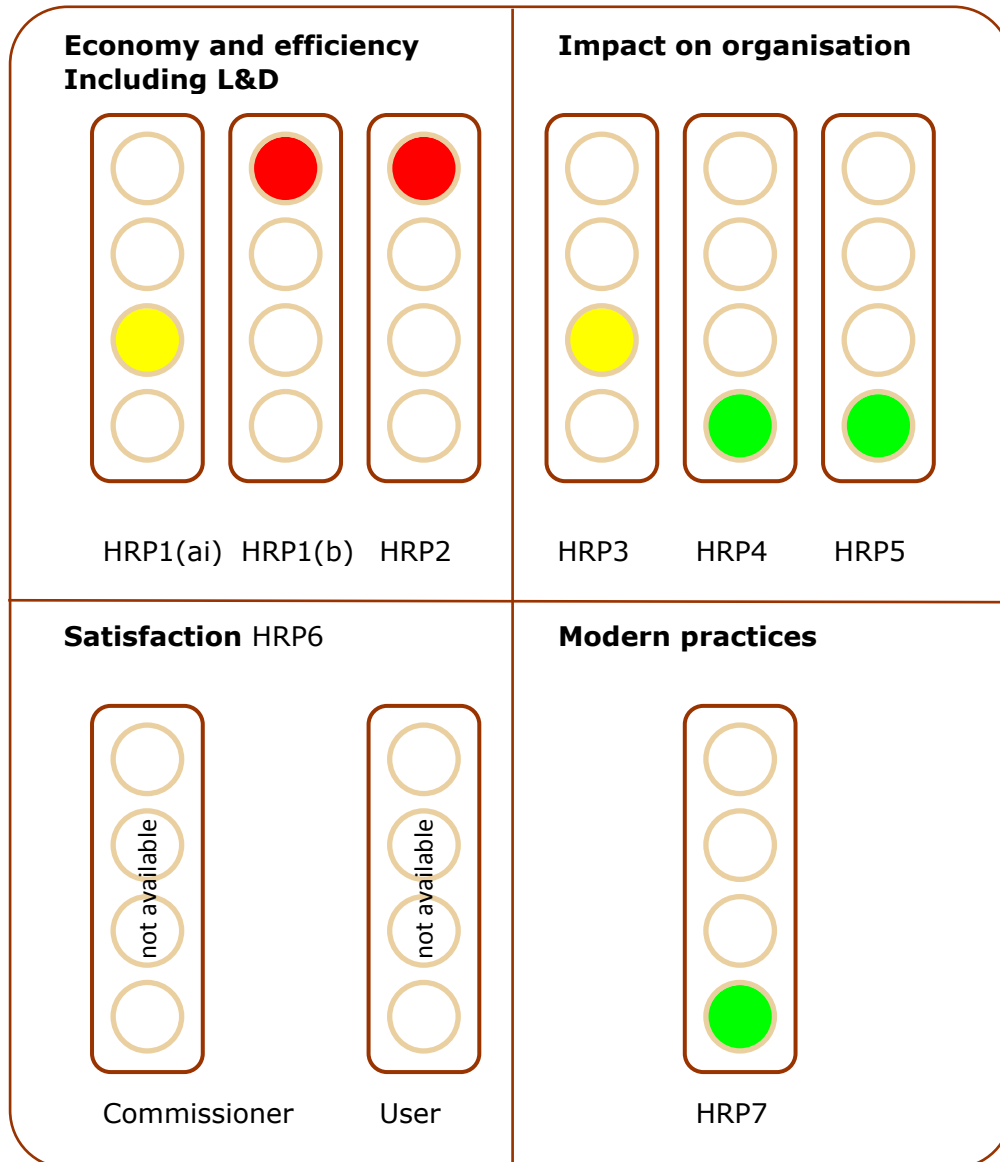 Economy and efficiency
Including L&D
HRP1(ai) HRP1(b) HRP2
Impact on organisation
HRP3 HRP4 HRP5
Satisfaction HRP6
not available
not available
Commissioner User
Modern practices
HRP7